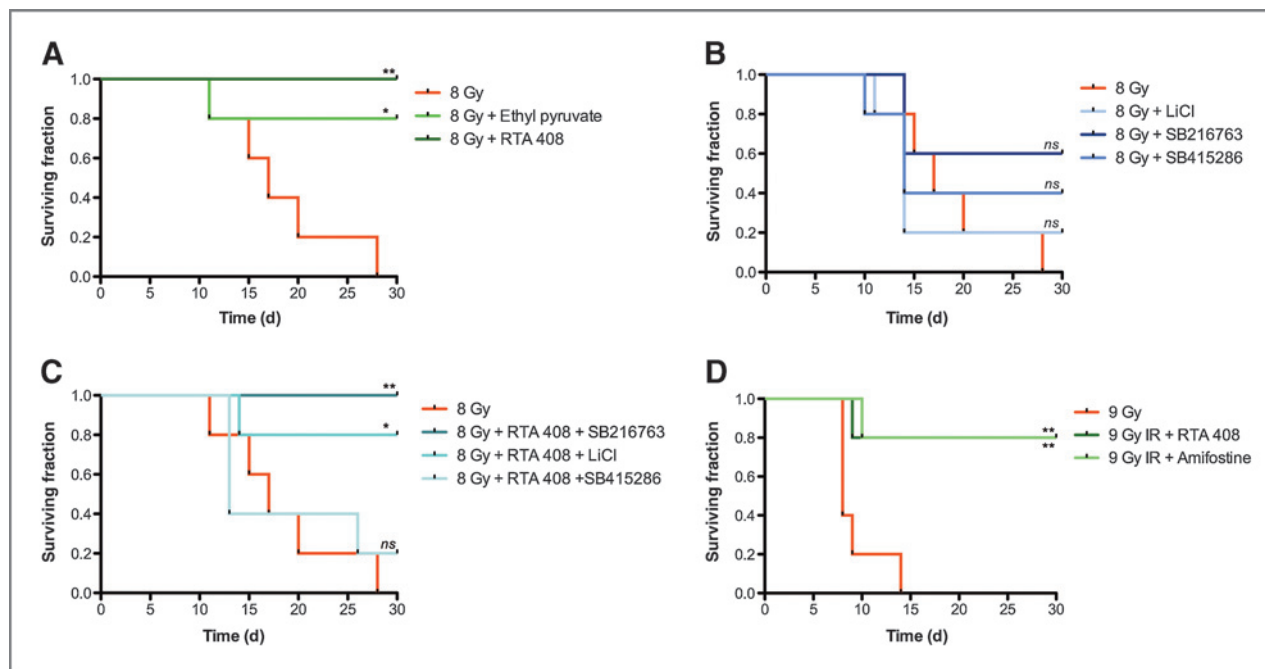 A
1.0
0.8
0.6
0.4
0.2
0.0
Surviving fraction
0 5 10 15 20 25 30
Time (d)
**
*
8 Gy
8 Gy + Ethyl pyruvate
8 Gy + RTA 408
B
1.0
0.8
0.6
0.4
0.2
0.0
Surviving fraction
0 5 10 15 20 25 30
Time (d)
ns
ns
ns
8 Gy
8 Gy + LiCl
8 Gy + SB216763
8 Gy + SB415286
C
1.0
0.8
0.6
0.4
0.2
0.0
Surviving fraction
0 5 10 15 20 25 30
Time (d)
**
*
ns
8 Gy
8 Gy + RTA 408 + SB216763
8 Gy + RTA 408 + LiCl
8 Gy + RTA 408 +SB415286
D
1.0
0.8
0.6
0.4
0.2
0.0
Surviving fraction
0 5 10 15 20 25 30
Time (d)
**
**
9 Gy
9 Gy IR + RTA 408
9 Gy IR + Amifostine